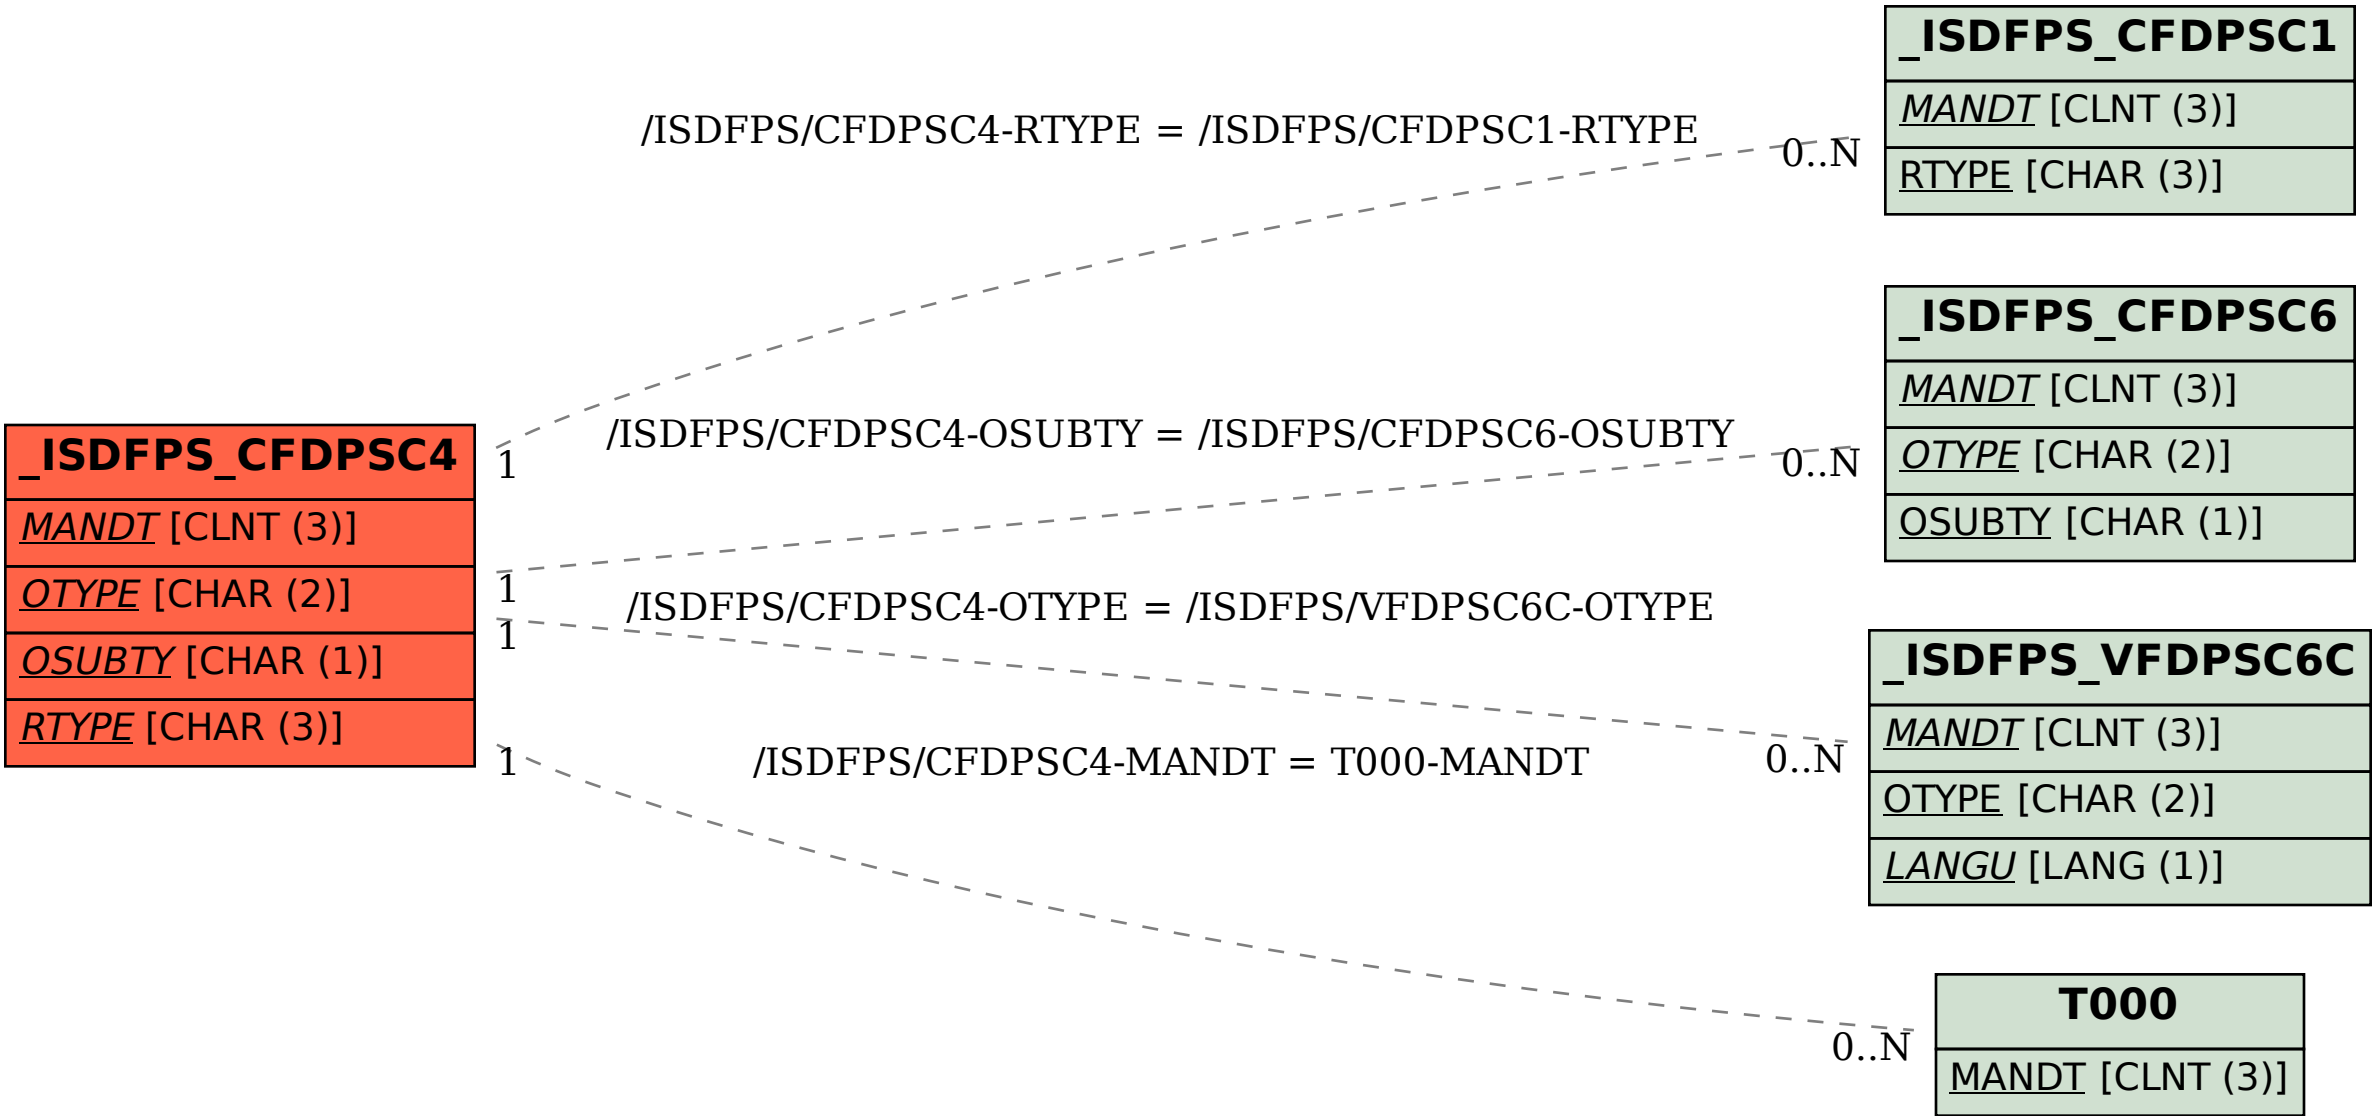 _ISDFPS_CFDPSC1
MANDT [CLNT (3)]
RTYPE [CHAR (3)]
/ISDFPS/CFDPSC4-RTYPE = /ISDFPS/CFDPSC1-RTYPE
0..N
_ISDFPS_CFDPSC6
MANDT [CLNT (3)]
OTYPE [CHAR (2)]
OSUBTY [CHAR (1)]
/ISDFPS/CFDPSC4-OSUBTY = /ISDFPS/CFDPSC6-OSUBTY
0..N
_ISDFPS_CFDPSC4
MANDT [CLNT (3)]
OTYPE [CHAR (2)]
OSUBTY [CHAR (1)]
RTYPE [CHAR (3)]
1
1
1
1
/ISDFPS/CFDPSC4-OTYPE = /ISDFPS/VFDPSC6C-OTYPE
0..N
_ISDFPS_VFDPSC6C
MANDT [CLNT (3)]
OTYPE [CHAR (2)]
LANGU [LANG (1)]
/ISDFPS/CFDPSC4-MANDT = T000-MANDT
0..N
T000
MANDT [CLNT (3)]